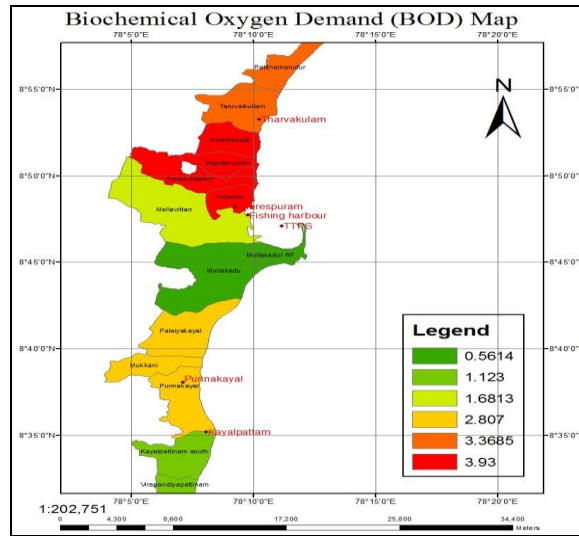 Biochemical Oxygen Demand (BOD) Map
78°5'0"E 78°10'0"E 78°15'0"E 78°20'0"E
Pattinamarudur
N
8°55'0"N 8°55'0"N
Taruvaikullam
Tharvakulam
8°50'0"N 8°50'0"N
Mellavittan
Fishing harbour
TTPS
8°45'0"N 8°45'0"N
Mullakadur RF
Mullakadu
Palaiyakayal
8°40'0"N 8°40'0"N
Mukkani
Punnakayal
Punnakayal
8°35'0"N 8°35'0"N
Kayalpattam
Kayalpattinam south
Virapandiyapattinam
Legend
0.5614
1.123
1.6813
2.807
3.3685
3.93
78°5'0"E 78°10'0"E 78°15'0"E 78°20'0"E
1:202,751
0 4,300 8,600 17,200 25,800 34,400
Meters